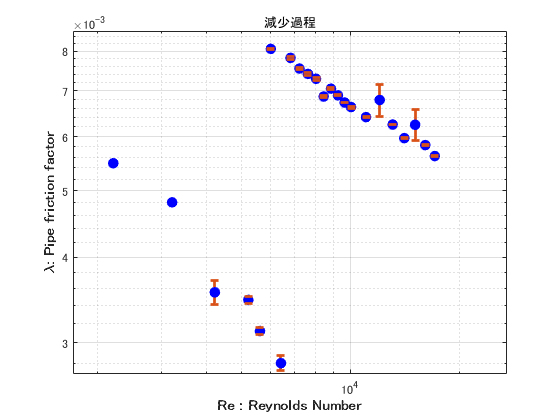 減少過程
×10⁻³
8
7
6
5
4
3
λ: Pipe friction factor
10⁴
Re : Reynolds Number